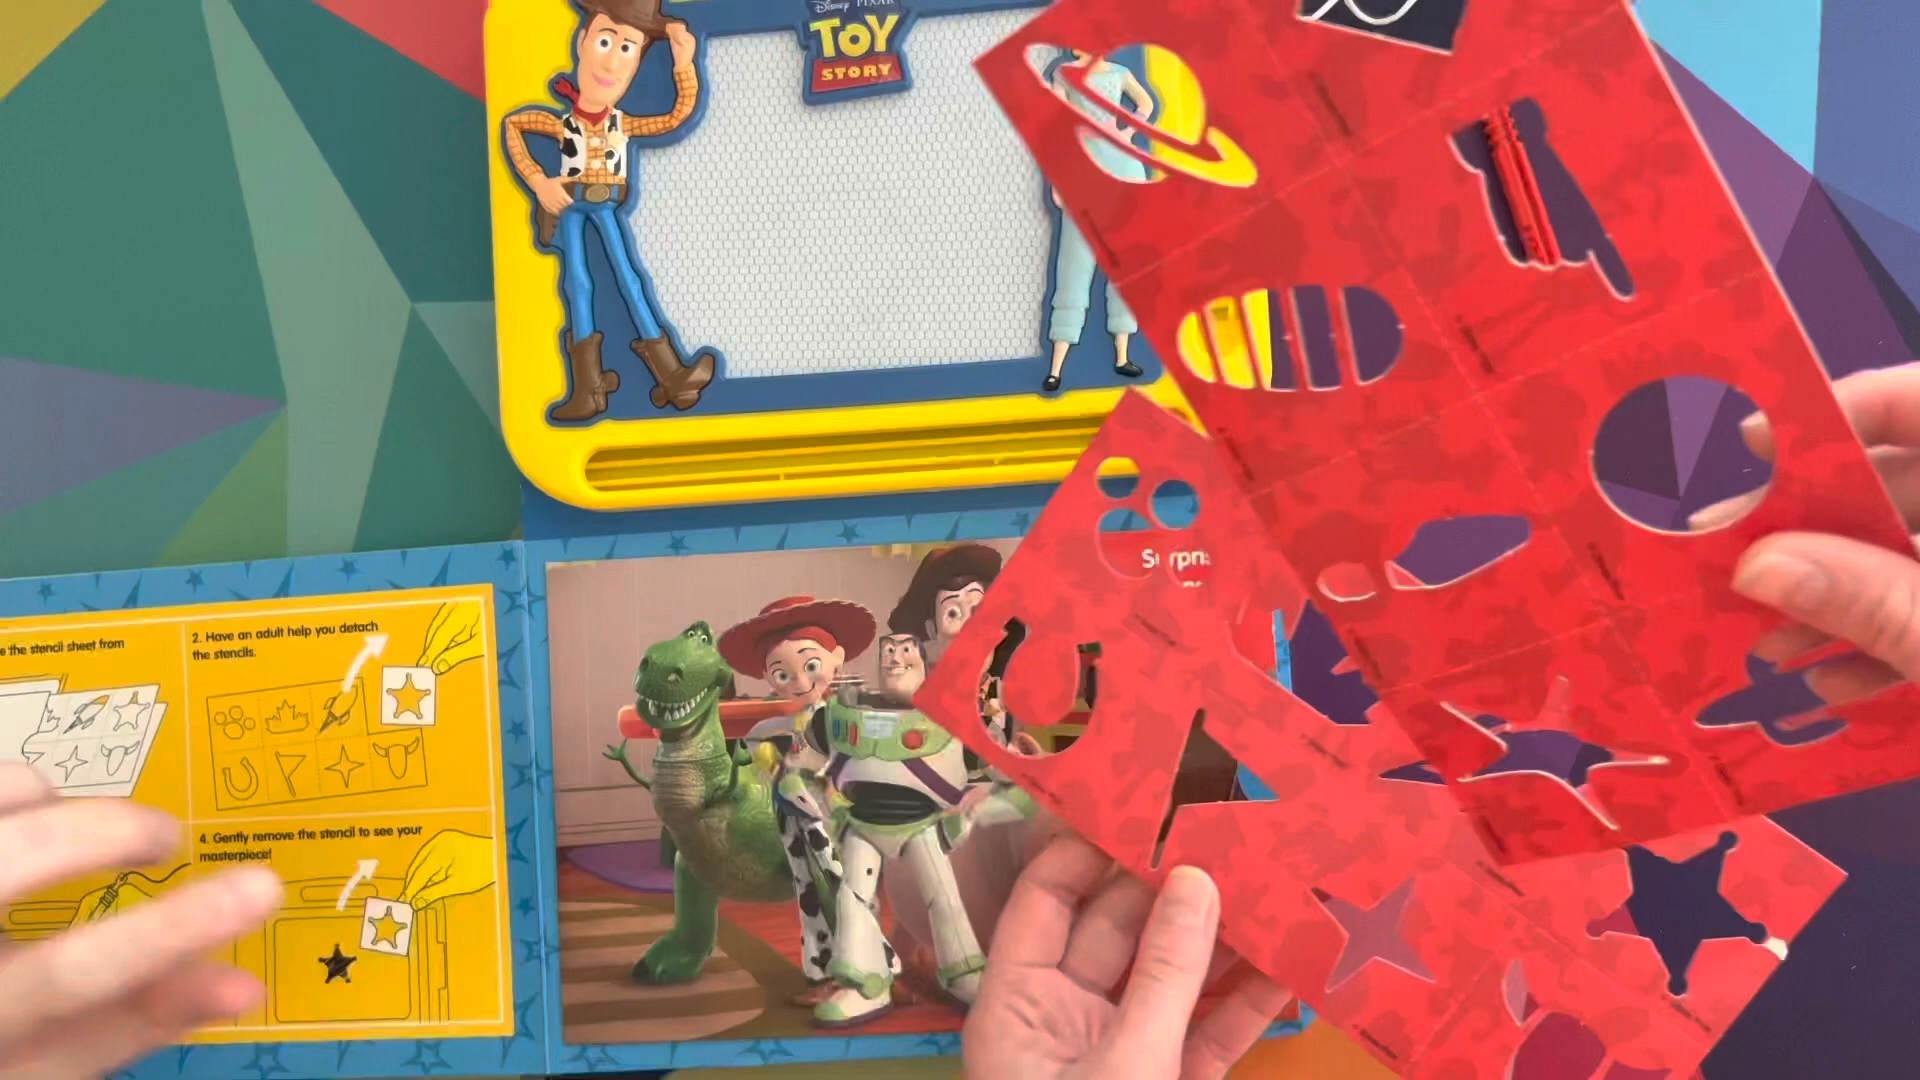 Disney PIXAR
TOY
STORY
Surpri
e the stencil sheet from
2. Have an adult help you detach
the stencils.
4. Gently remove the stencil to see your
masterpiece!